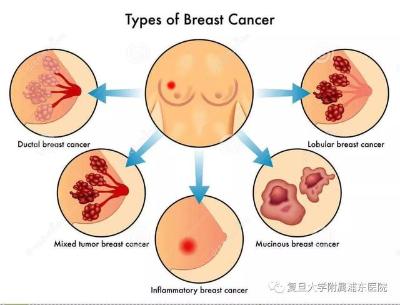 Types of Breast Cancer
Ductal breast cancer
Lobular breast cancer
Mixed tumor breast cancer
Mucinous breast cancer
Inflammatory breast cancer
复旦大学附属浦东医院